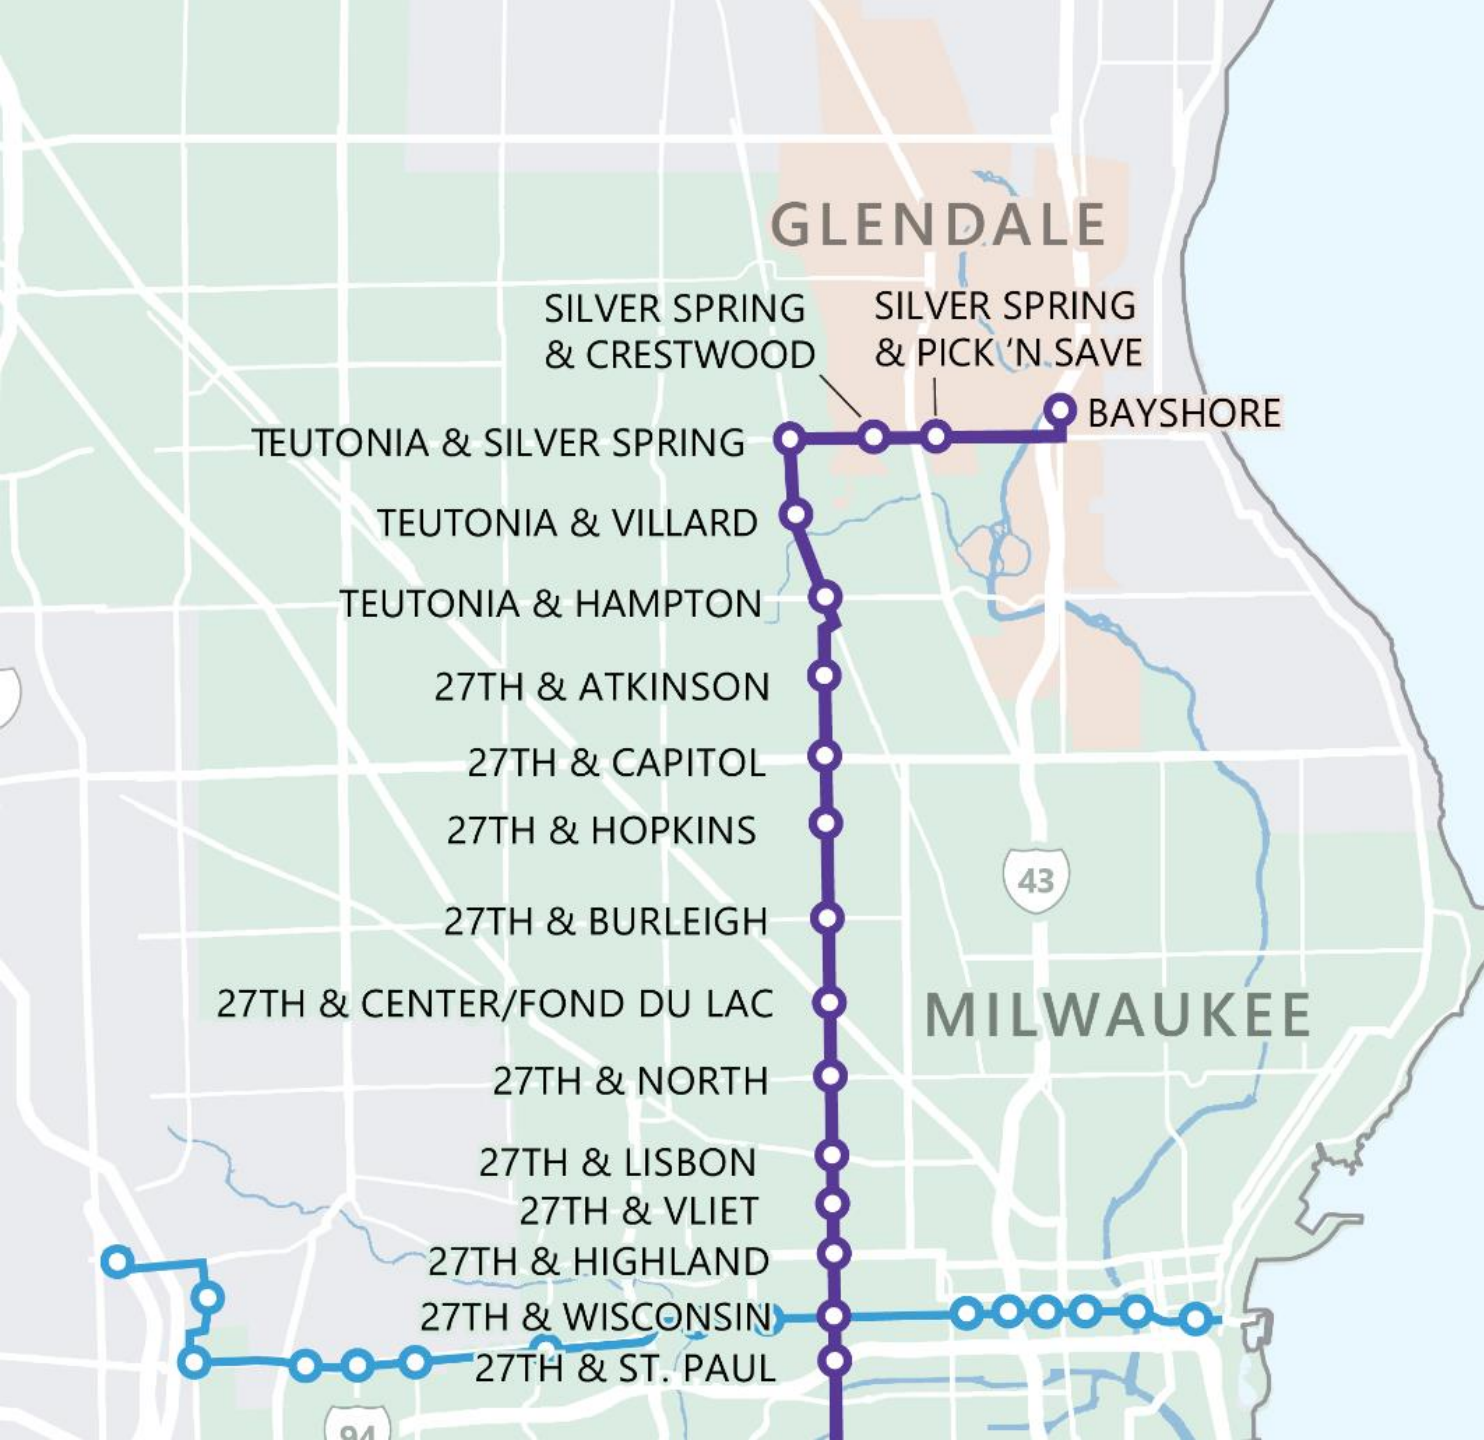 GLENDALE
SILVER SPRING
& CRESTWOOD
SILVER SPRING
& PICK 'N SAVE
BAYSHORE
TEUTONIA & SILVER SPRING
TEUTONIA & VILLARD
TEUTONIA & HAMPTON
27TH & ATKINSON
27TH & CAPITOL
27TH & HOPKINS
43
27TH & BURLEIGH
27TH & CENTER/FOND DU LAC
MILWAUKEE
27TH & NORTH
27TH & LISBON
27TH & VLIET
27TH & HIGHLAND
27TH & WISCONSIN
27TH & ST. PAUL
94